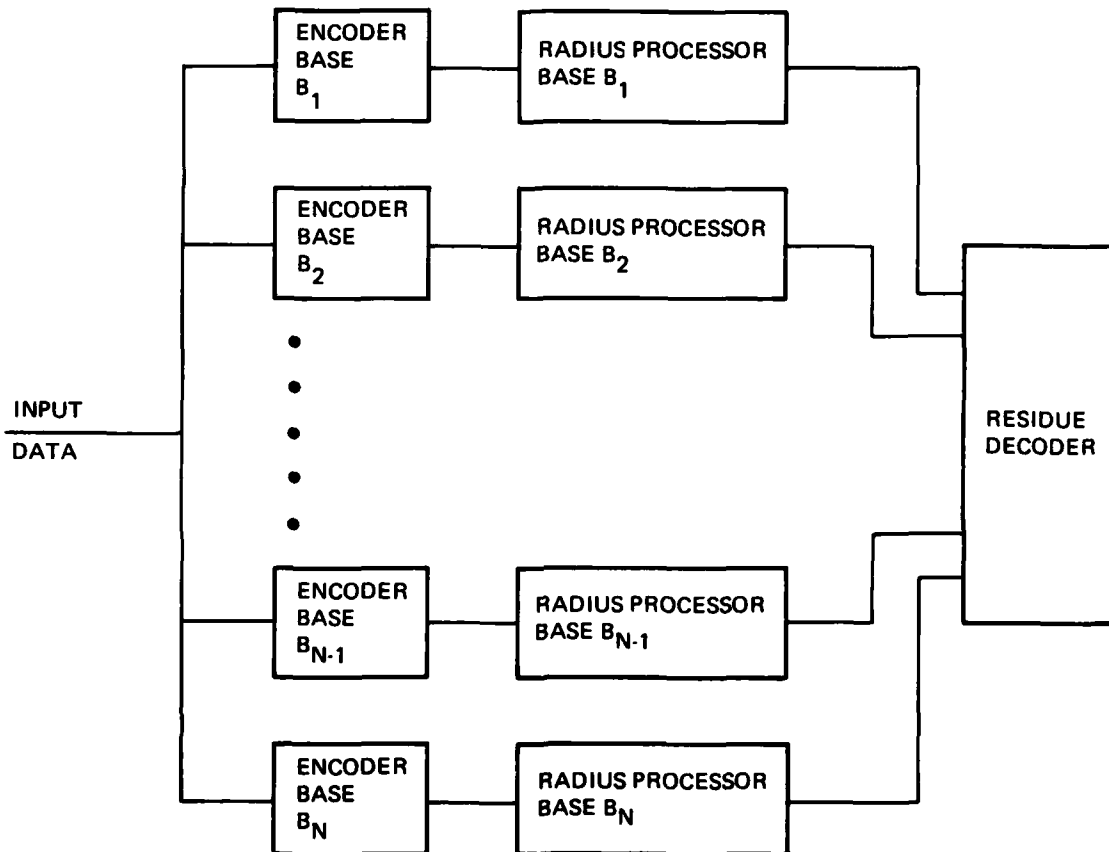 ENCODER
BASE
B1
RADIUS PROCESSOR
BASE B1
ENCODER
BASE
B2
RADIUS PROCESSOR
BASE B2
INPUT
DATA
RESIDUE
DECODER
ENCODER
BASE
BN-1
RADIUS PROCESSOR
BASE BN-1
ENCODER
BASE
BN
RADIUS PROCESSOR
BASE BN